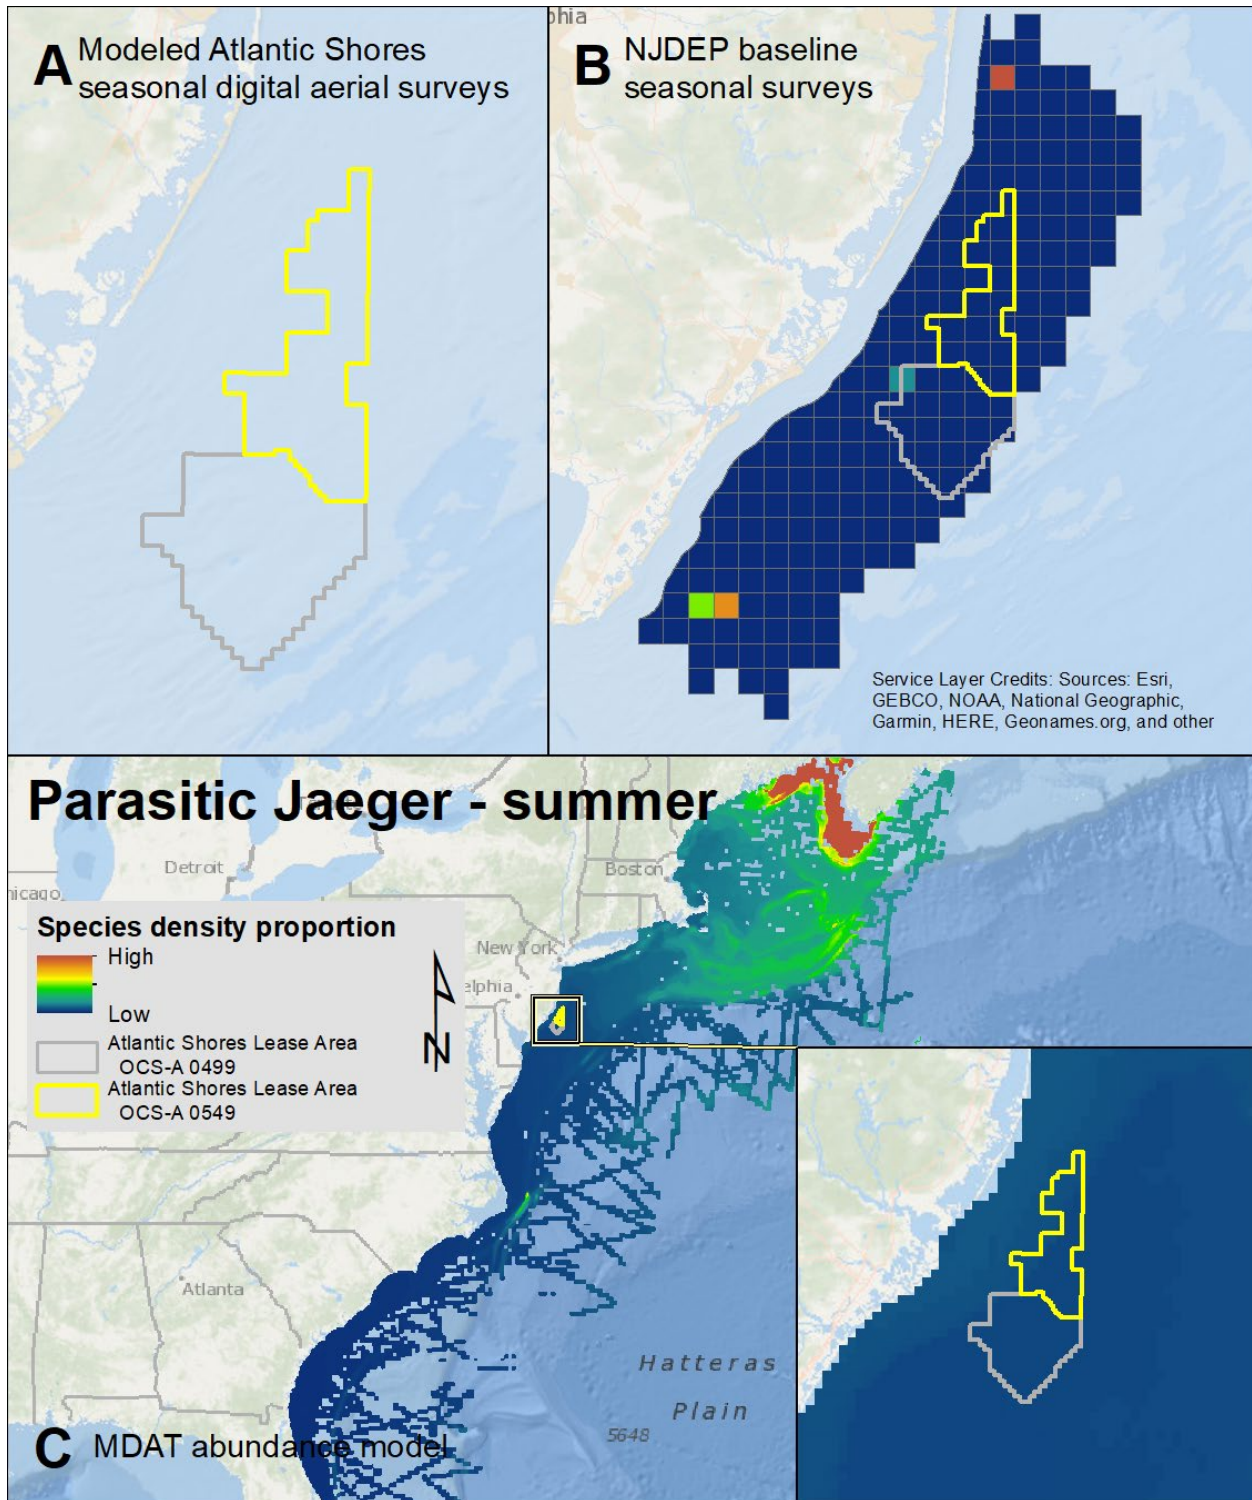 A Modeled Atlantic Shores
seasonal digital aerial surveys
phia
B NJDEP baseline
seasonal surveys
Service Layer Credits: Sources: Esri,
GEBCO, NOAA, National Geographic,
Garmin, HERE, Geonames.org, and other
Parasitic Jaeger - summer
Detroit
Boston
hicago
Species density proportion
High
Low
Atlantic Shores Lease Area
OCS-A 0499
Atlantic Shores Lease Area
OCS-A 0549
N
New York
elphia
Atlanta
Hatteras
Plain
5648
C MDAT abundance model